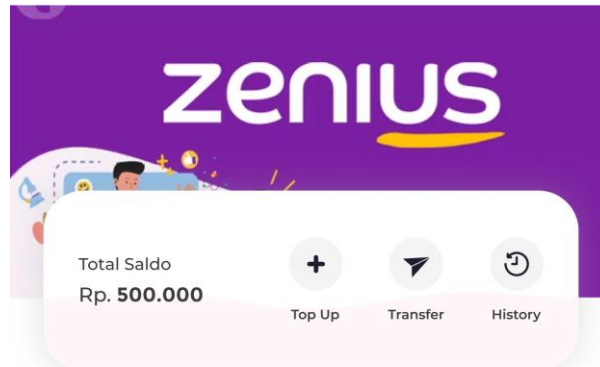 zenius
Total Saldo
Rp. 500.000
Top Up
Transfer
History